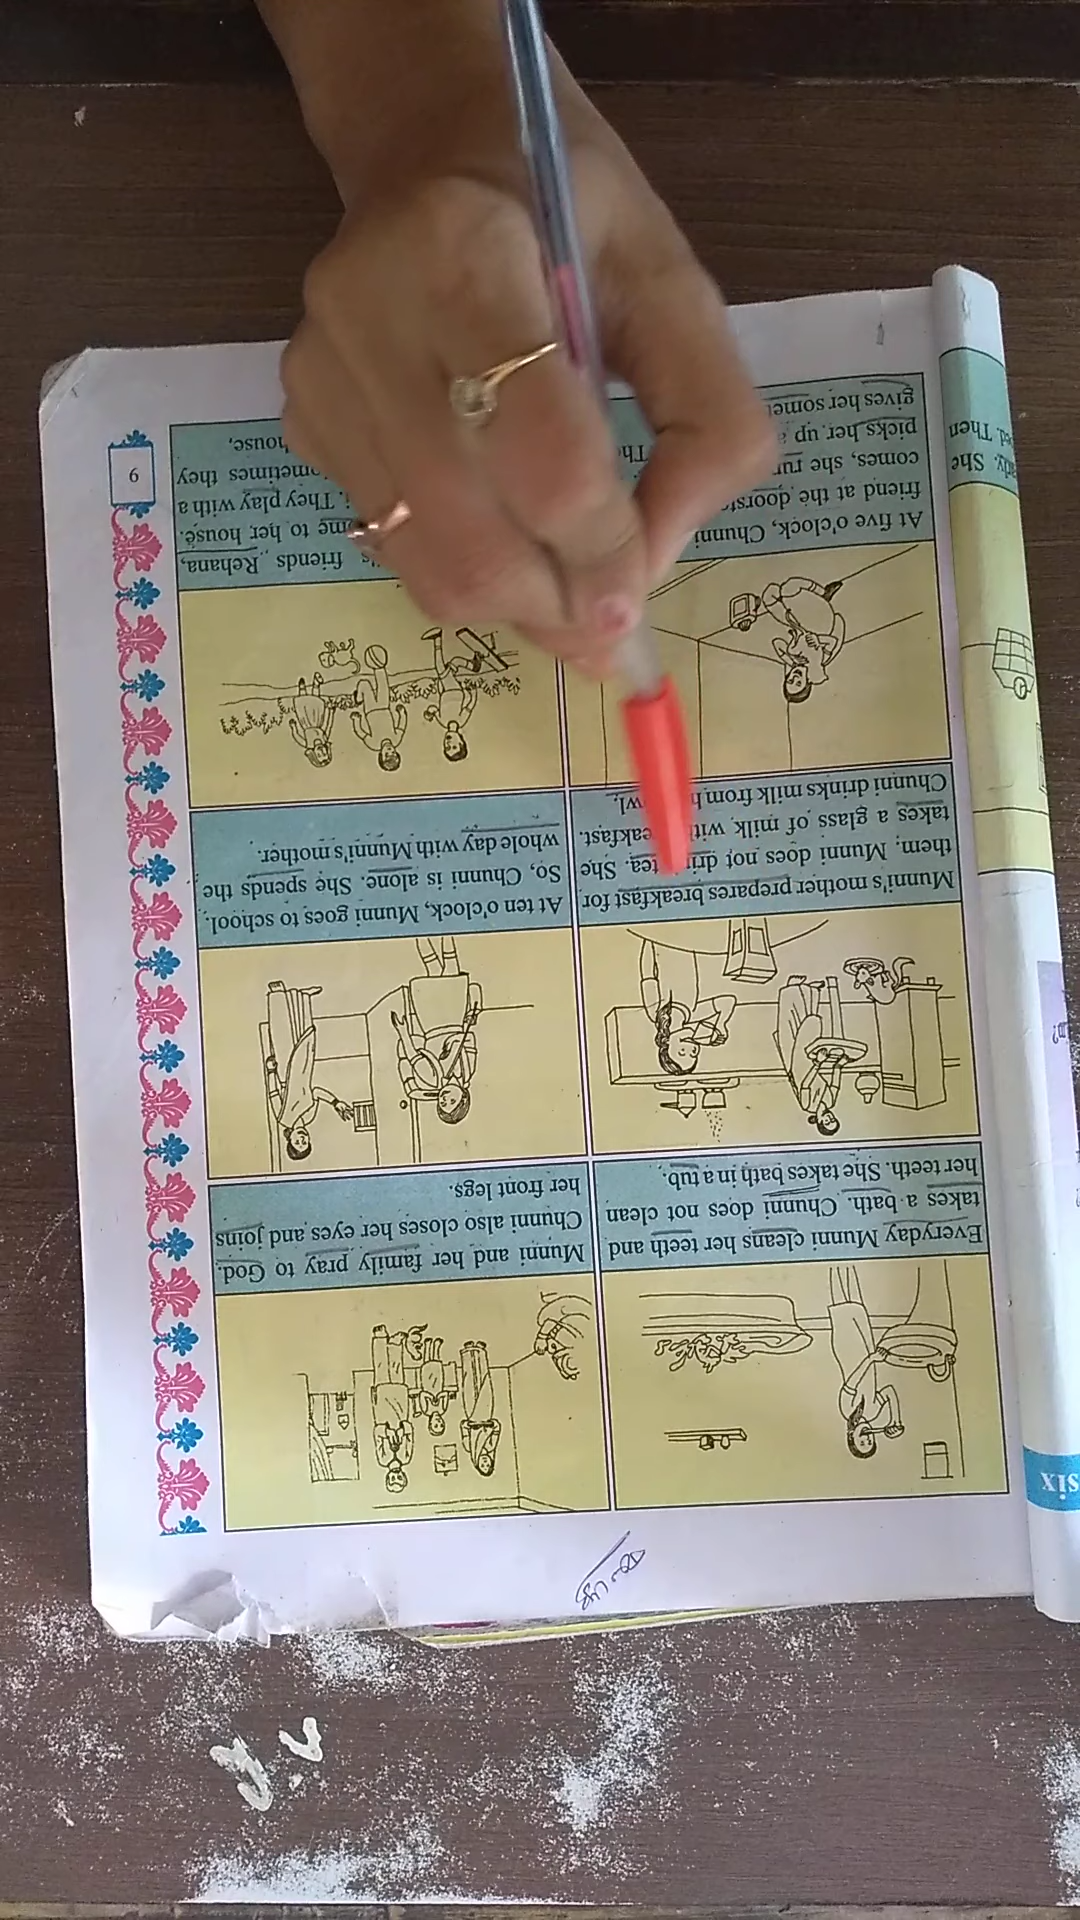 Everyday Munni cleans her teeth and
takes a bath. Chunni does not clean
her teeth. She takes bath in a tub.
Munni and her family pray to God.
Chunni also closes her eyes and joins
her front legs.
Munni's mother prepares breakfast for
them. Munni does not tea. She
takes a glass of milk
Chunni drinks milk from
At ten o'clock, Munni goes to school.
So, Chunni is alone. She spends the
whole day with Munni's mother.
At five o'clock, Chunni
friend at the
comes, she
picks her up
gives her
friends, Rehana,
to her house.
They play with a
sometimes they
house,
9
six
She
Then